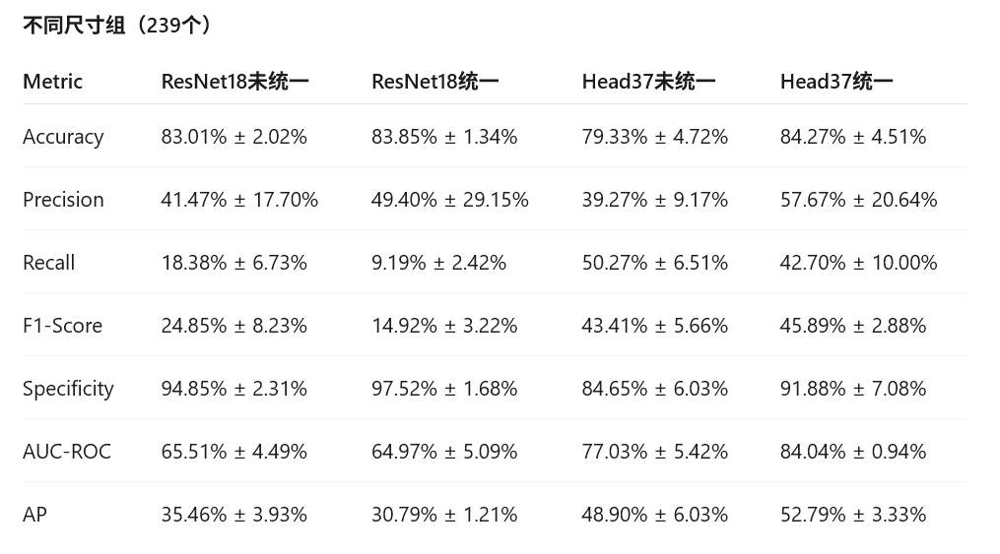 不同尺寸组（239个）
Metric ResNet18未统一 ResNet18统一 Head37未统一 Head37统一
Accuracy 83.01% ± 2.02% 83.85% ± 1.34% 79.33% ± 4.72% 84.27% ± 4.51%
Precision 41.47% ± 17.70% 49.40% ± 29.15% 39.27% ± 9.17% 57.67% ± 20.64%
Recall 18.38% ± 6.73% 9.19% ± 2.42% 50.27% ± 6.51% 42.70% ± 10.00%
F1-Score 24.85% ± 8.23% 14.92% ± 3.22% 43.41% ± 5.66% 45.89% ± 2.88%
Specificity 94.85% ± 2.31% 97.52% ± 1.68% 84.65% ± 6.03% 91.88% ± 7.08%
AUC-ROC 65.51% ± 4.49% 64.97% ± 5.09% 77.03% ± 5.42% 84.04% ± 0.94%
AP 35.46% ± 3.93% 30.79% ± 1.21% 48.90% ± 6.03% 52.79% ± 3.33%